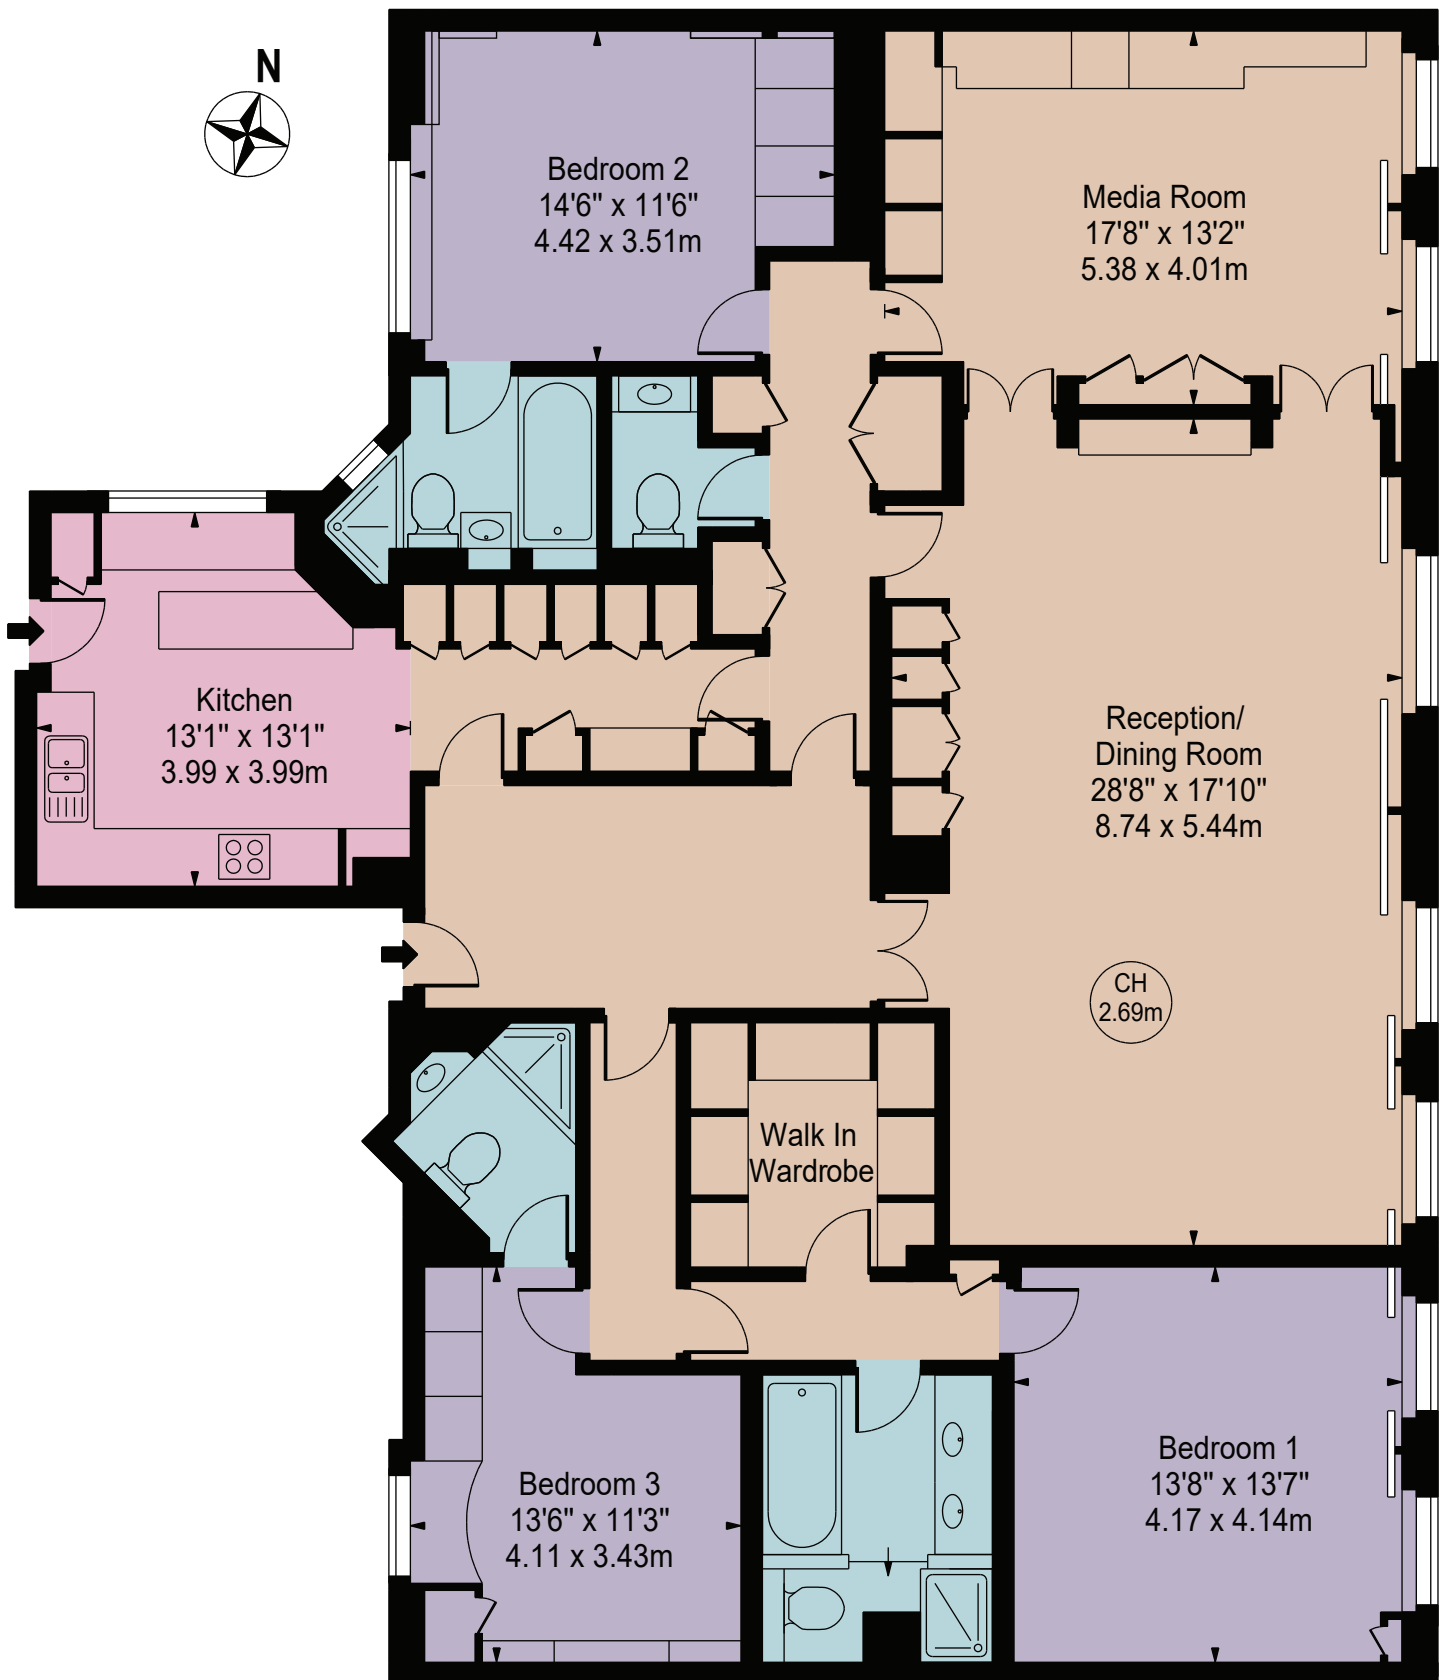 N
Bedroom 2
14'6" x 11'6"
4.42 x 3.51m
Media Room
17'8" x 13'2"
5.38 x 4.01m
Kitchen
13'1" x 13'1"
3.99 x 3.99m
Reception/
Dining Room
28'8" x 17'10"
8.74 x 5.44m
CH
2.69m
Walk In
Wardrobe
Bedroom 3
13'6" x 11'3"
4.11 x 3.43m
Bedroom 1
13'8" x 13'7"
4.17 x 4.14m